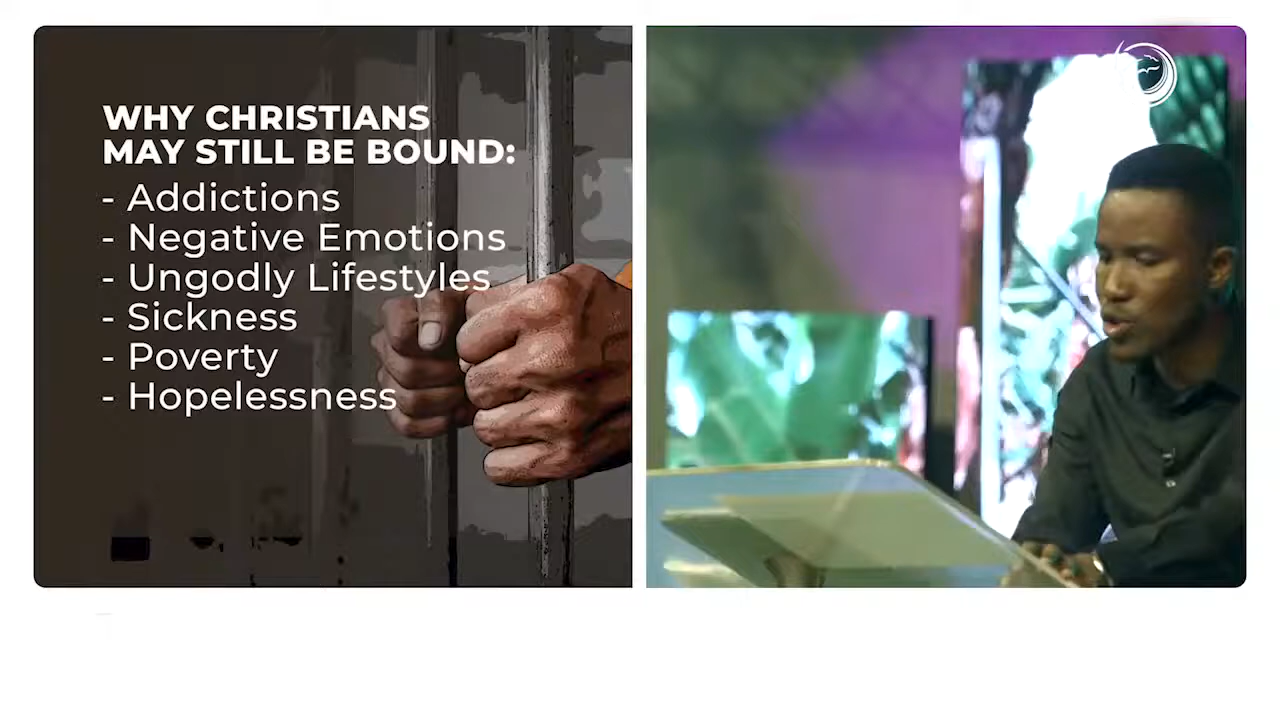 WHY CHRISTIANS
MAY STILL BE BOUND:
- Addictions
- Negative Emotions
- Ungodly Lifestyles
- Sickness
- Poverty
- Hopelessness